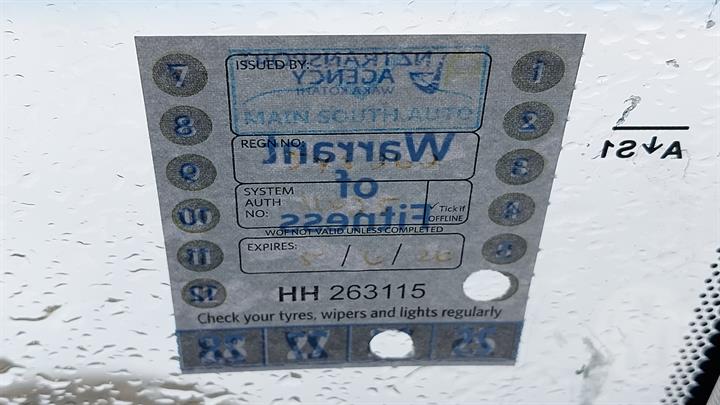 ISSUED BY:
NZ TRANSPORT
AGENCY
WAKA KOTAHI
MAIN SOUTH AUTO
REGN NO:
Warrant
of
Fitness
SYSTEM
AUTH
NO:
✓ Tick if
OFFLINE
WOF NOT VALID UNLESS COMPLETED
EXPIRES:
HH 263115
Check your tyres, wipers and lights regularly
7
8
9
10
11
12
1
2
3
4
5
28
27
25
AS1